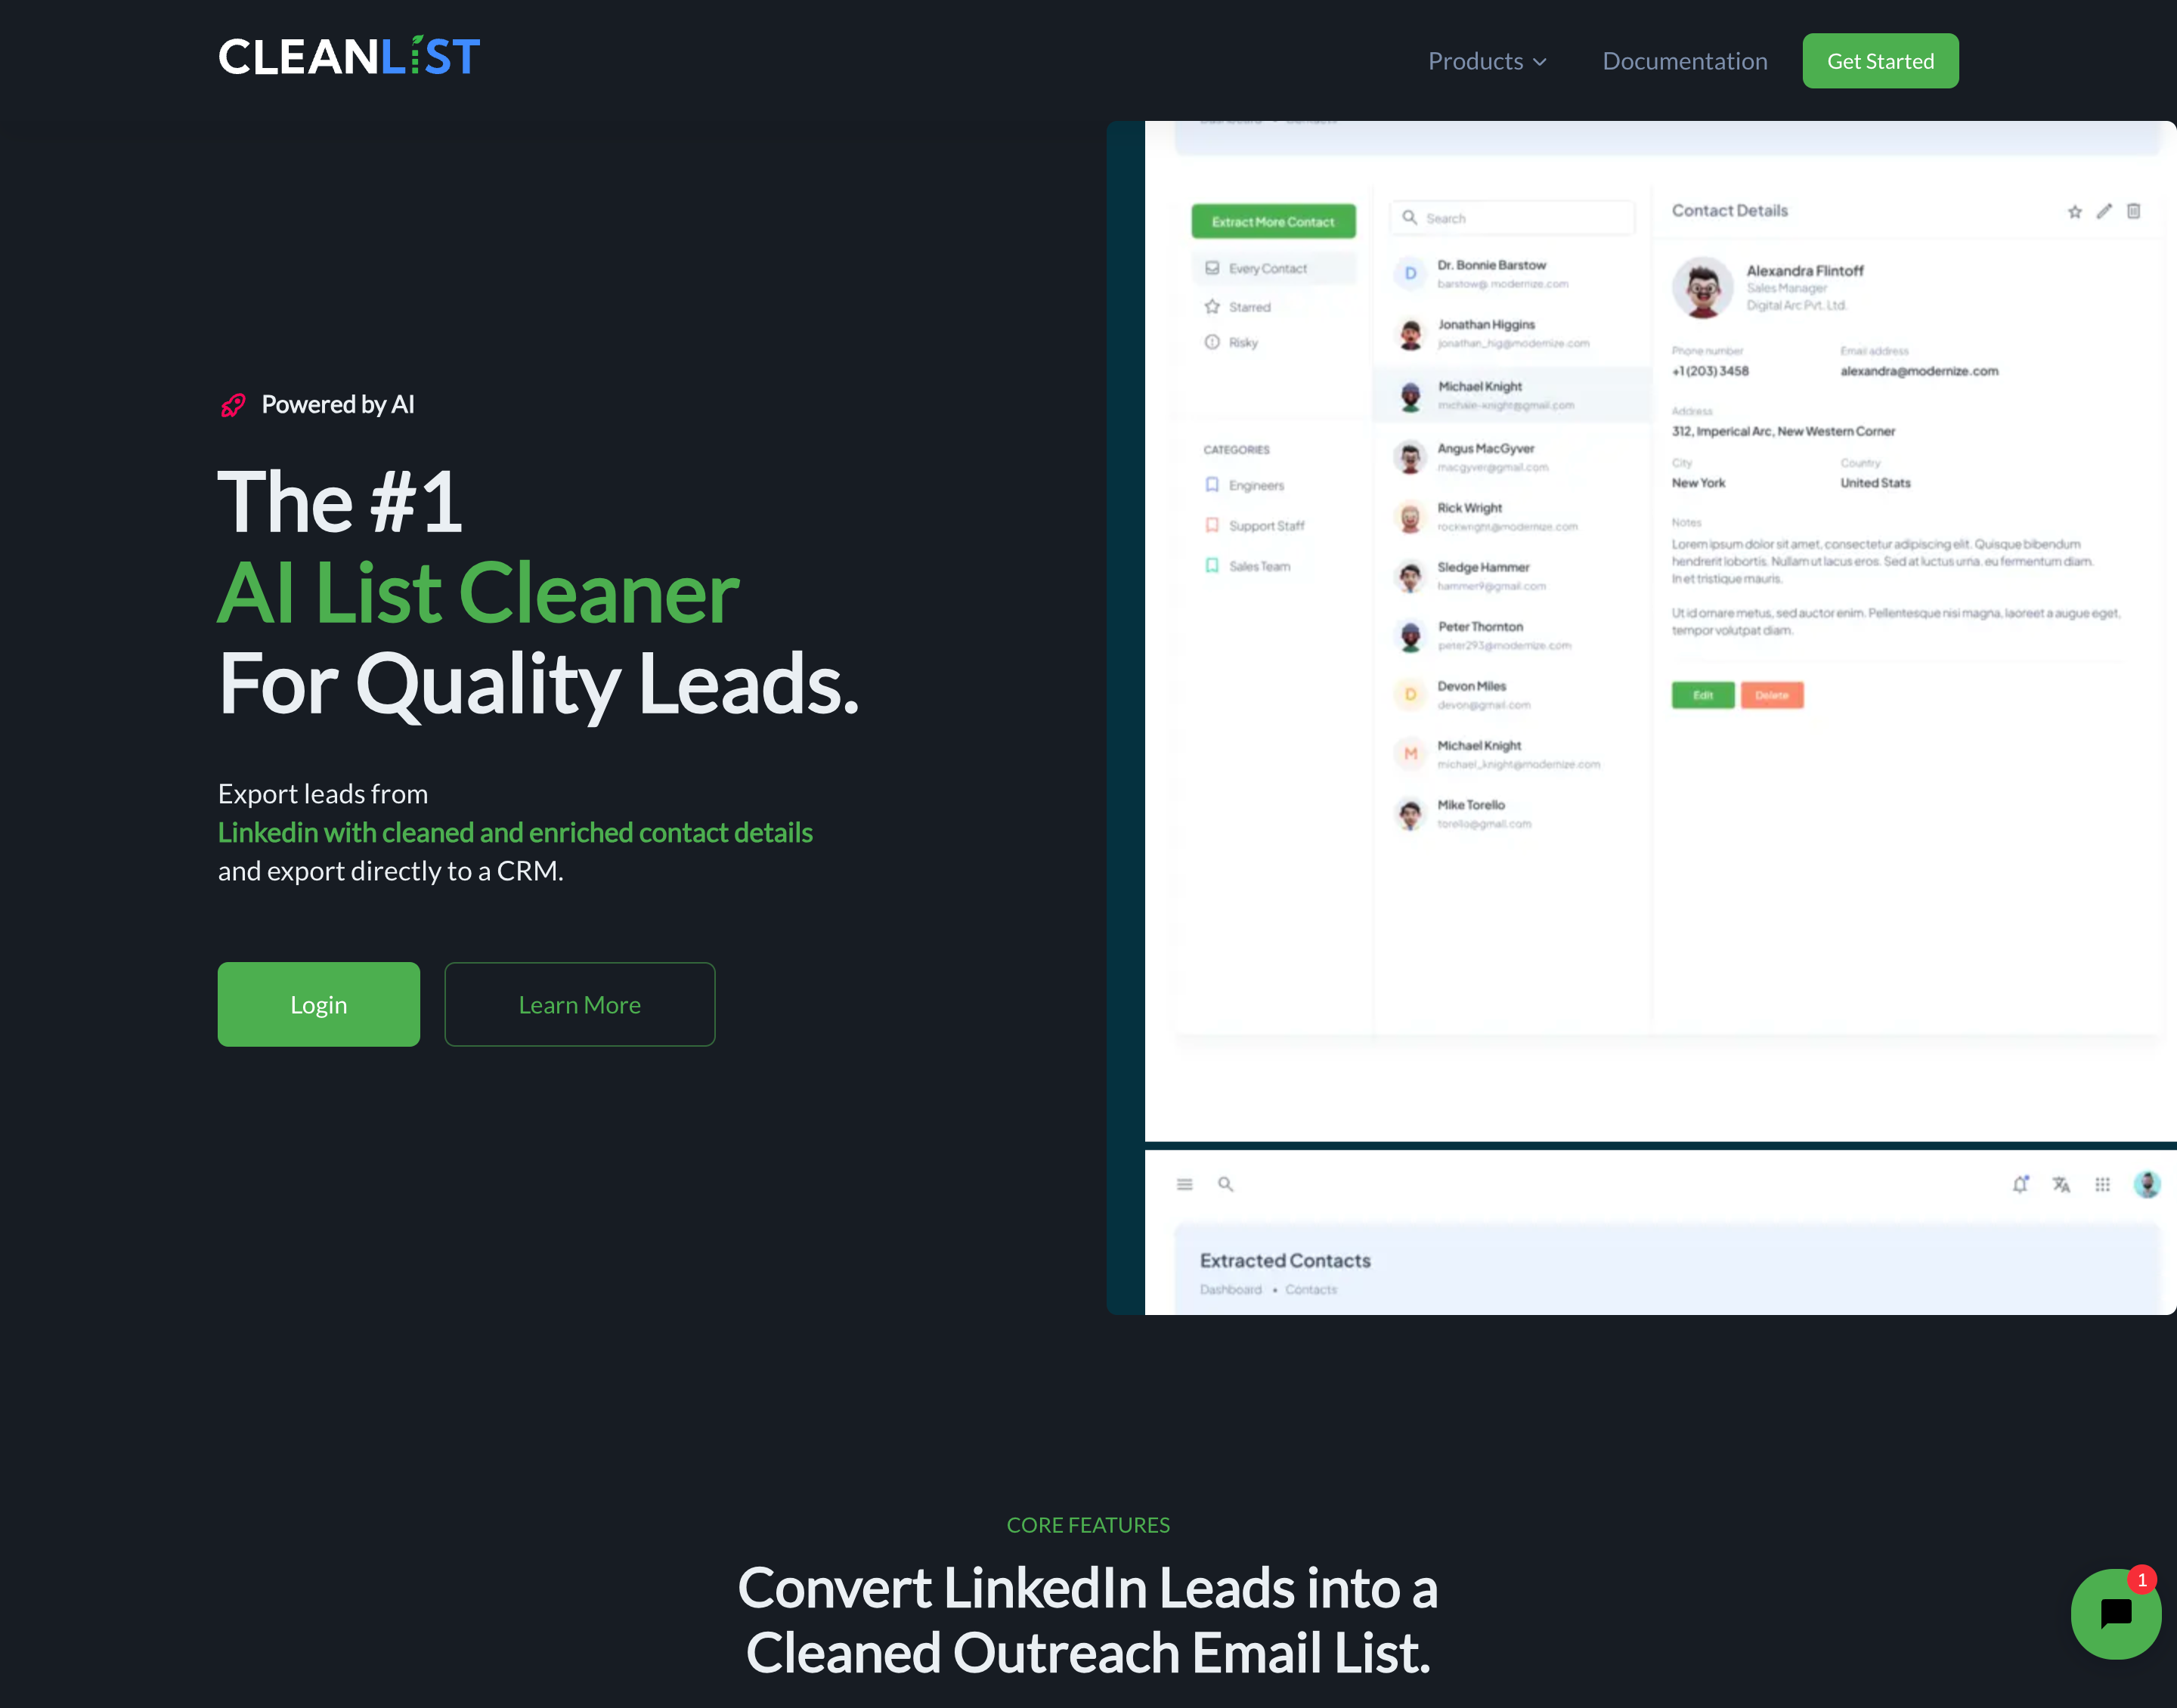 CLEANLIST
Products
Documentation
Get Started
Powered by AI
The #1
AI List Cleaner
For Quality Leads.
Export leads from
Linkedin with cleaned and enriched contact details
and export directly to a CRM.
Login
Learn More
Extract More Contact
Every Contact
Starred
Risky
CATEGORIES
Engineers
Support Staff
Sales Team
Search
Dr. Bonnie Barstow
barstow@ modernize.com
Jonathan Higgins
jonathan_hig@modernize.com
Michael Knight
michale-knight@gmail.com
Angus MacGyver
macgyver@gmail.com
Rick Wright
rockwright@modernize.com
Sledge Hammer
hammer9@gmail.com
Peter Thornton
peter293@modernize.com
D
Devon Miles
devon@gmail.com
M
Michael Knight
michael_knight@modernize.com
Mike Torello
torello@gmail.com
Contact Details
Alexandra Flintoff
Sales Manager
Digital Arc Pvt. Ltd.
Phone number
Email address
+1 (203) 3458
alexandra@modernize.com
Address
312, Imperical Arc, New Western Corner
City
Country
New York
United Stats
Notes
Lorem ipsum dolor sit amet, consectetur adipiscing elit. Quisque bibendum
hendrerit lobortis. Nullam ut lacus eros. Sed at luctus urna. eu fermentum diam.
In et tristique mauris.
Ut id ornare metus, sed auctor enim. Pellentesque nisi magna, laoreet a augue eget,
tempor volutpat diam.
Edit
Delete
Extracted Contacts
Dashboard • Contacts
CORE FEATURES
Convert LinkedIn Leads into a
Cleaned Outreach Email List.
1